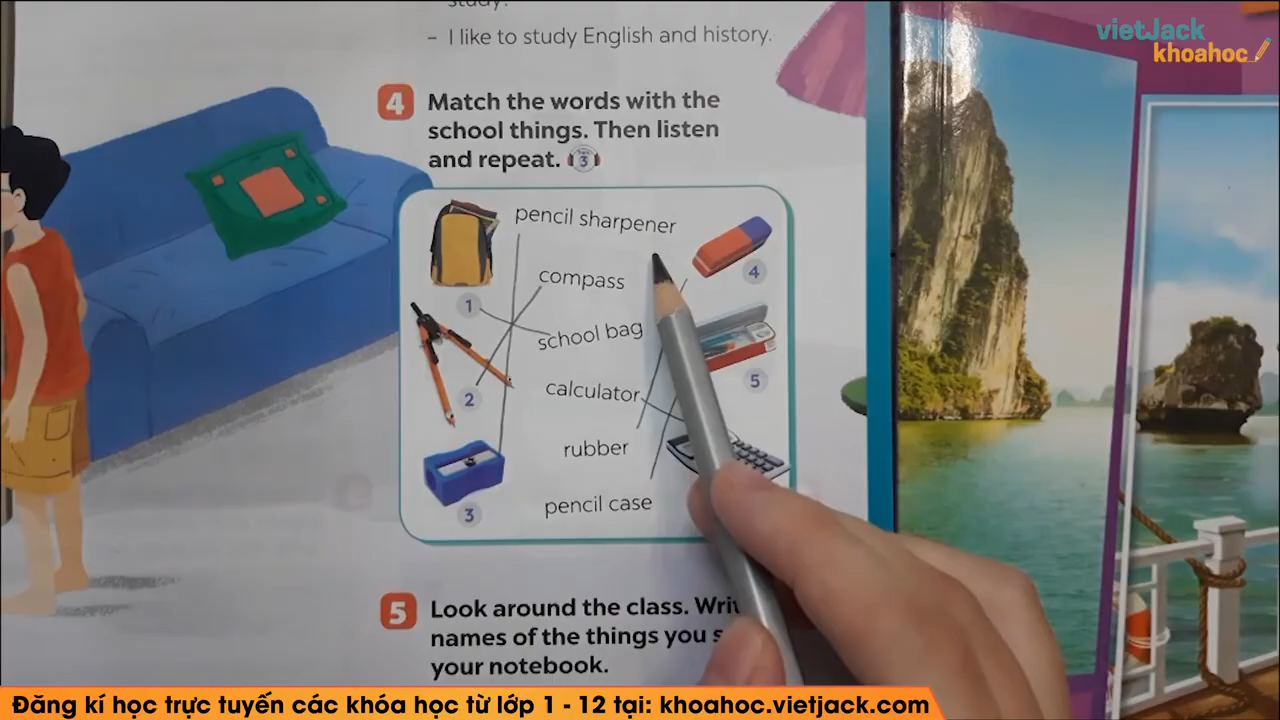 study?
– I like to study English and history.
vietJack
khoahoc
4 Match the words with the
school things. Then listen
and repeat. 3
pencil sharpener
compass
school bag
calculator
rubber
pencil case
1
2
3
4
5
5 Look around the class. Writ
names of the things you s
your notebook.
Đăng kí học trực tuyến các khóa học từ lớp 1 - 12 tại: khoahoc.vietjack.com